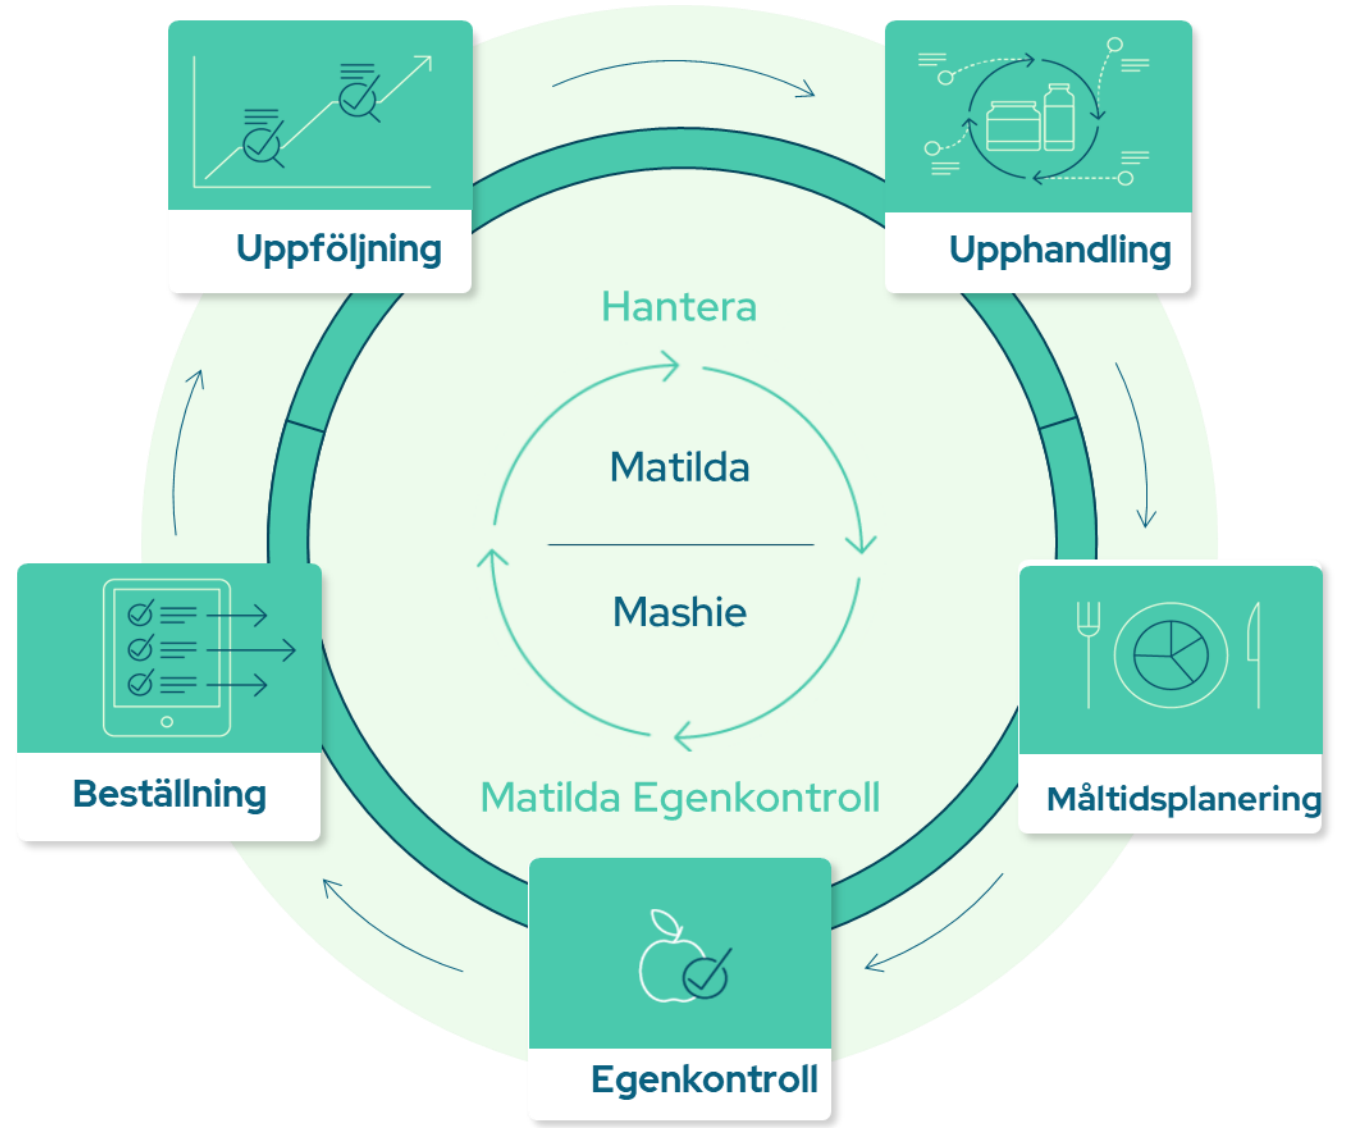 Uppföljning
Upphandling
Hantera
Matilda
Mashie
Matilda Egenkontroll
Beställning
Måltidsplanering
Egenkontroll